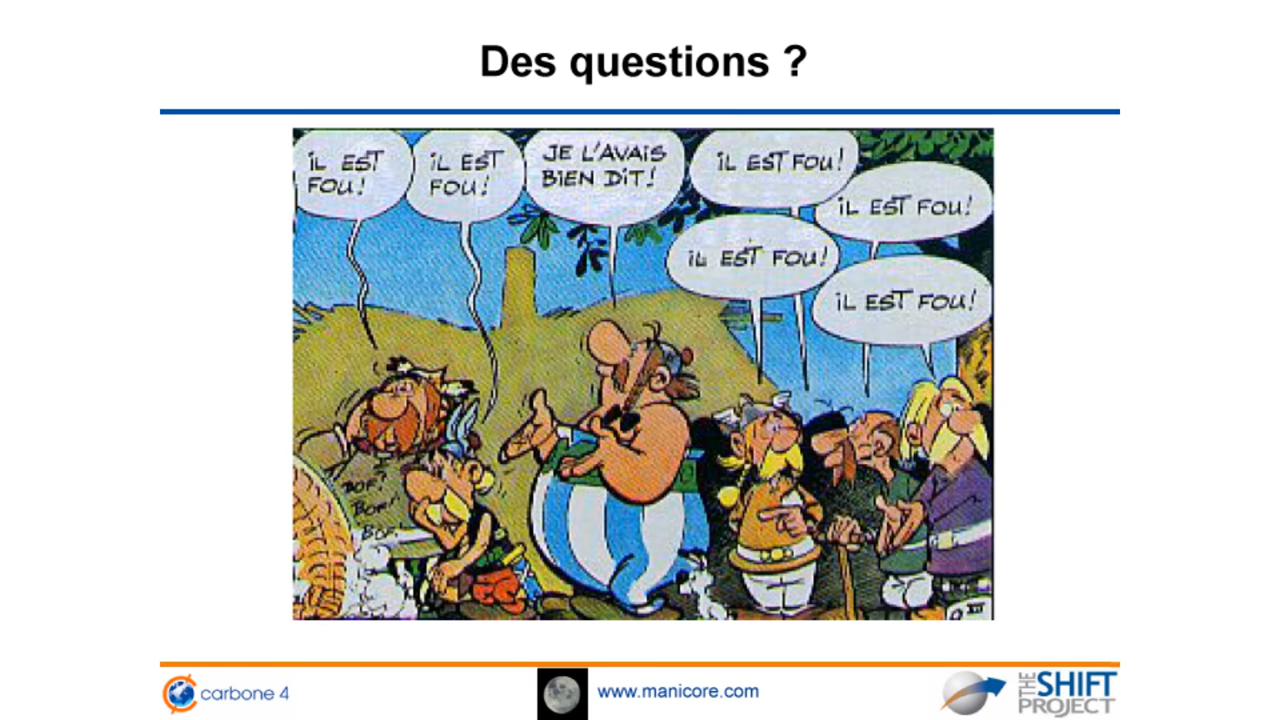 Des questions ?
iL EST
FOU!
iL EST
FOU!
JE L'AVAiS
BiEN DiT!
iL EST FOU!
iL EST FOU!
iL EST FOU!
iL EST FOU!
BOF?
BOF!
BOF
carbone 4
www.manicore.com
THE SHIFT
PROJECT